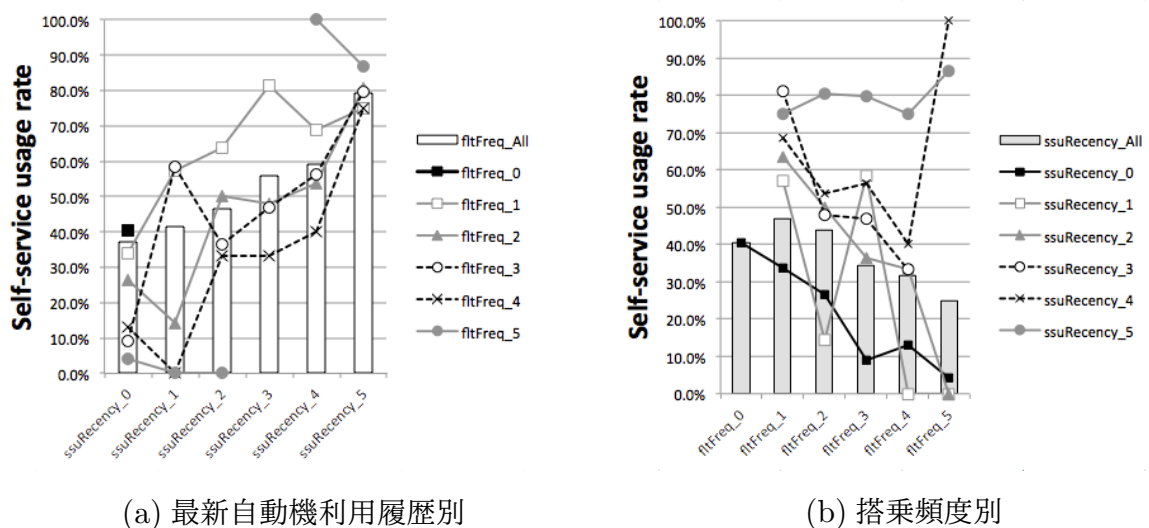 Self-service usage rate
100.0%
90.0%
80.0%
70.0%
60.0%
50.0%
40.0%
30.0%
20.0%
10.0%
0.0%
ssuRecency_0
ssuRecency_1
ssuRecency_2
ssuRecency_3
ssuRecency_4
ssuRecency_5
fltFreq_All
fltFreq_0
fltFreq_1
fltFreq_2
fltFreq_3
fltFreq_4
fltFreq_5
(a) 最新自動機利用履歴別
Self-service usage rate
100.0%
90.0%
80.0%
70.0%
60.0%
50.0%
40.0%
30.0%
20.0%
10.0%
0.0%
fltFreq_0
fltFreq_1
fltFreq_2
fltFreq_3
fltFreq_4
fltFreq_5
ssuRecency_All
ssuRecency_0
ssuRecency_1
ssuRecency_2
ssuRecency_3
ssuRecency_4
ssuRecency_5
(b) 搭乗頻度別